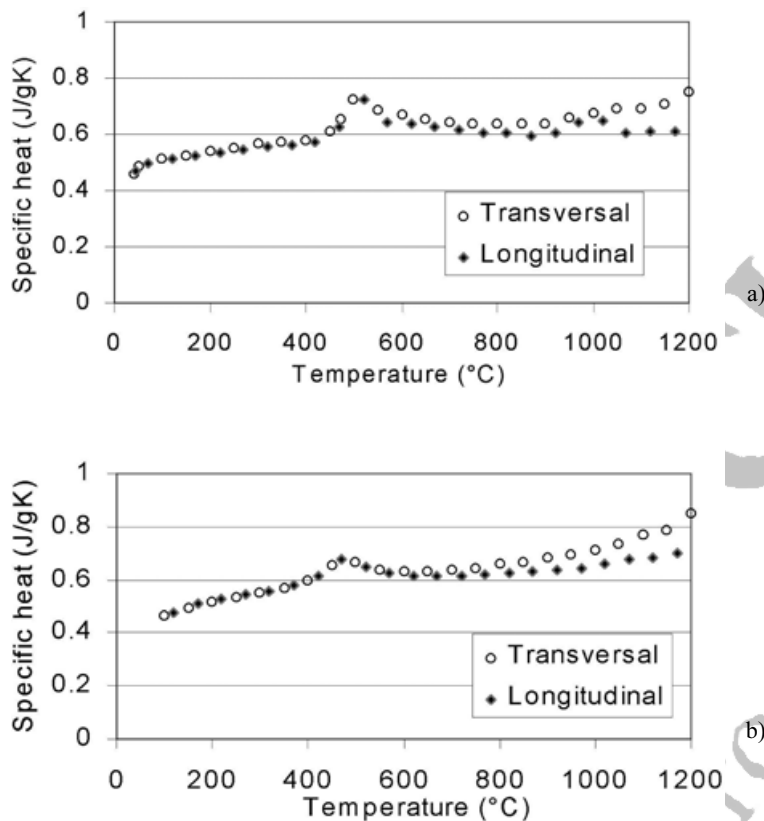 1
0.8
0.6
0.4
0.2
0
Specific heat (J/gK)
Transversal
Longitudinal
0 200 400 600 800 1000 1200
Temperature (°C)
a)
1
0.8
0.6
0.4
0.2
0
Specific heat (J/gK)
Transversal
Longitudinal
0 200 400 600 800 1000 1200
Temperature (°C)
b)